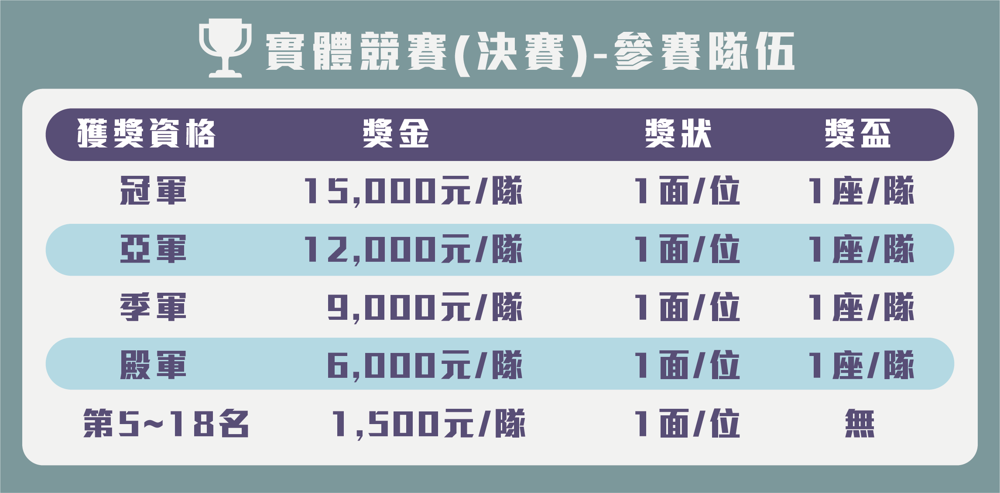 實體競賽(決賽)-參賽隊伍
獲獎資格 獎金 獎狀 獎盃
冠軍 15,000元/隊 1面/位 1座/隊
亞軍 12,000元/隊 1面/位 1座/隊
季軍 9,000元/隊 1面/位 1座/隊
殿軍 6,000元/隊 1面/位 1座/隊
第5~18名 1,500元/隊 1面/位 無